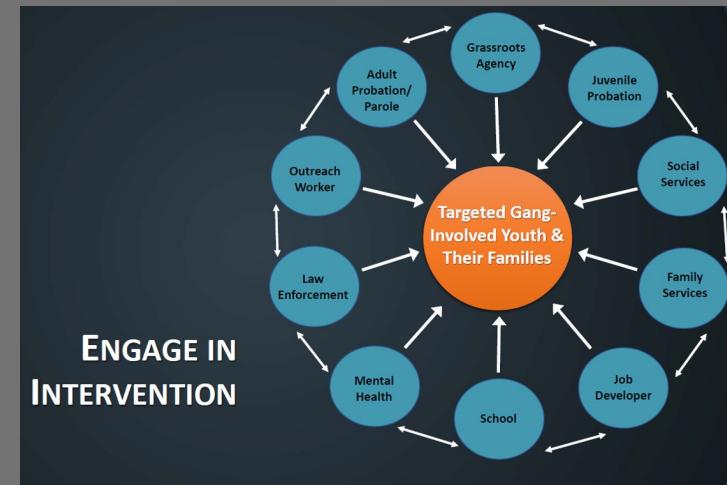 Grassroots
Agency
Juvenile
Probation
Social
Services
Family
Services
Job
Developer
School
Mental
Health
Law
Enforcement
Outreach
Worker
Adult
Probation/
Parole
Targeted Gang-
Involved Youth &
Their Families
ENGAGE IN
INTERVENTION